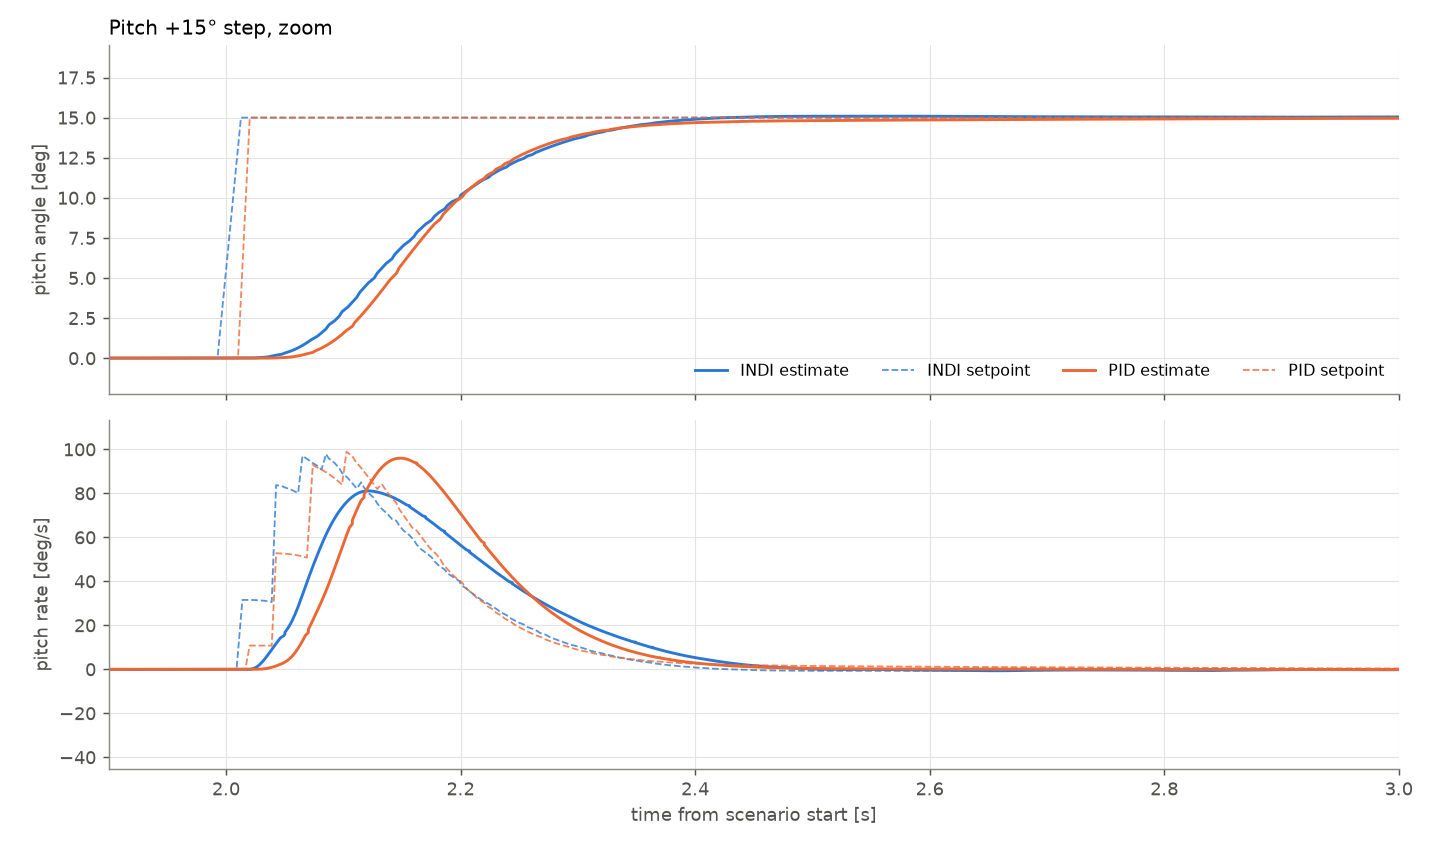 Pitch +15° step, zoom
17.5
15.0
12.5
10.0
7.5
5.0
2.5
0.0
pitch angle [deg]
INDI estimate INDI setpoint PID estimate PID setpoint
100
80
60
40
20
0
−20
−40
pitch rate [deg/s]
2.0 2.2 2.4 2.6 2.8 3.0
time from scenario start [s]